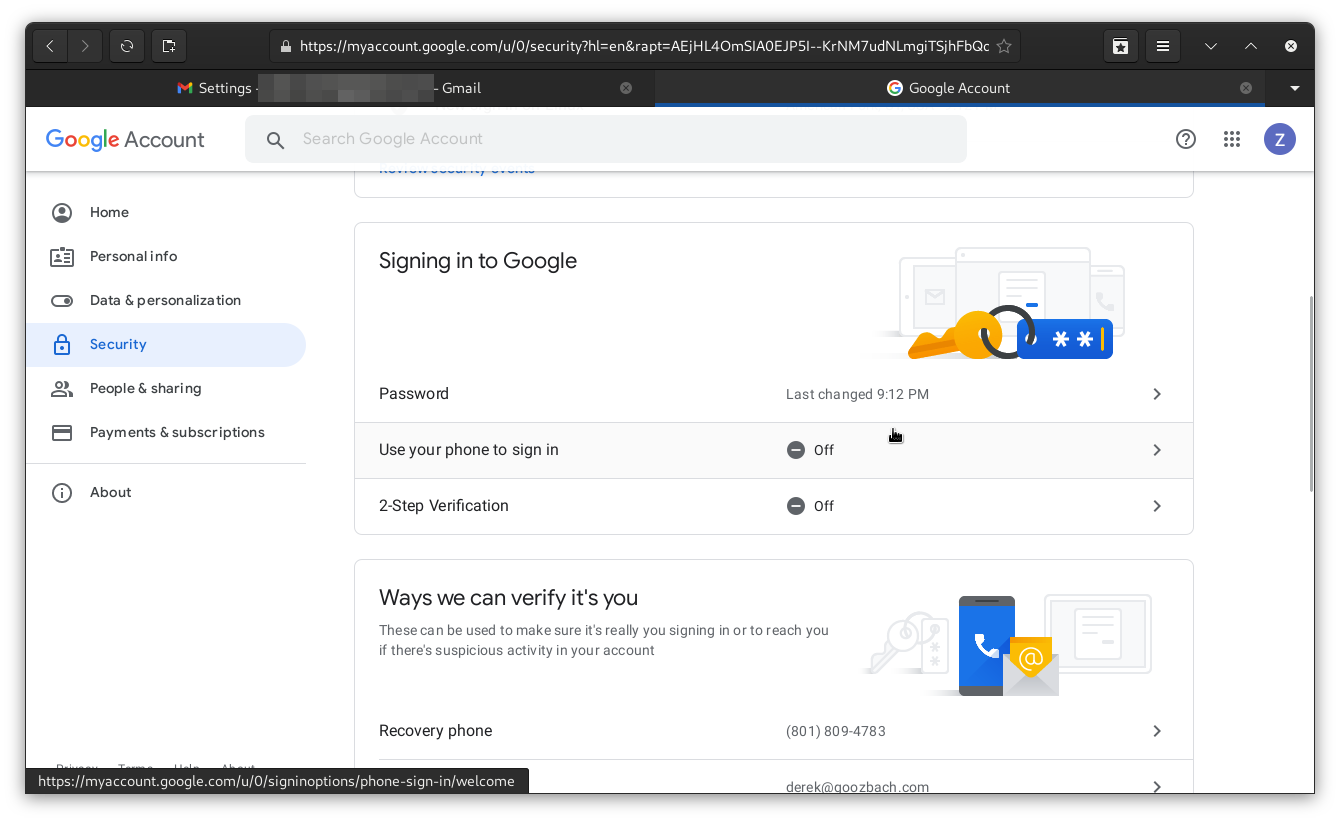 https://myaccount.google.com/u/0/security?hl=en&rapt=AEjHL4OmSIA0EJP5I--KrNM7udNLmgiTSjhFbQc
Settings - - Gmail
Google Account
Google Account
Search Google Account
Z
Review security events
Home
Personal info
Data & personalization
Security
People & sharing
Payments & subscriptions
About
Signing in to Google
**
Password
Last changed 9:12 PM
Use your phone to sign in
Off
2-Step Verification
Off
Ways we can verify it's you
These can be used to make sure it's really you signing in or to reach you
if there's suspicious activity in your account
@
Recovery phone
(801) 809-4783
derek@goozbach.com
Privacy Terms Help About
https://myaccount.google.com/u/0/signinoptions/phone-sign-in/welcome